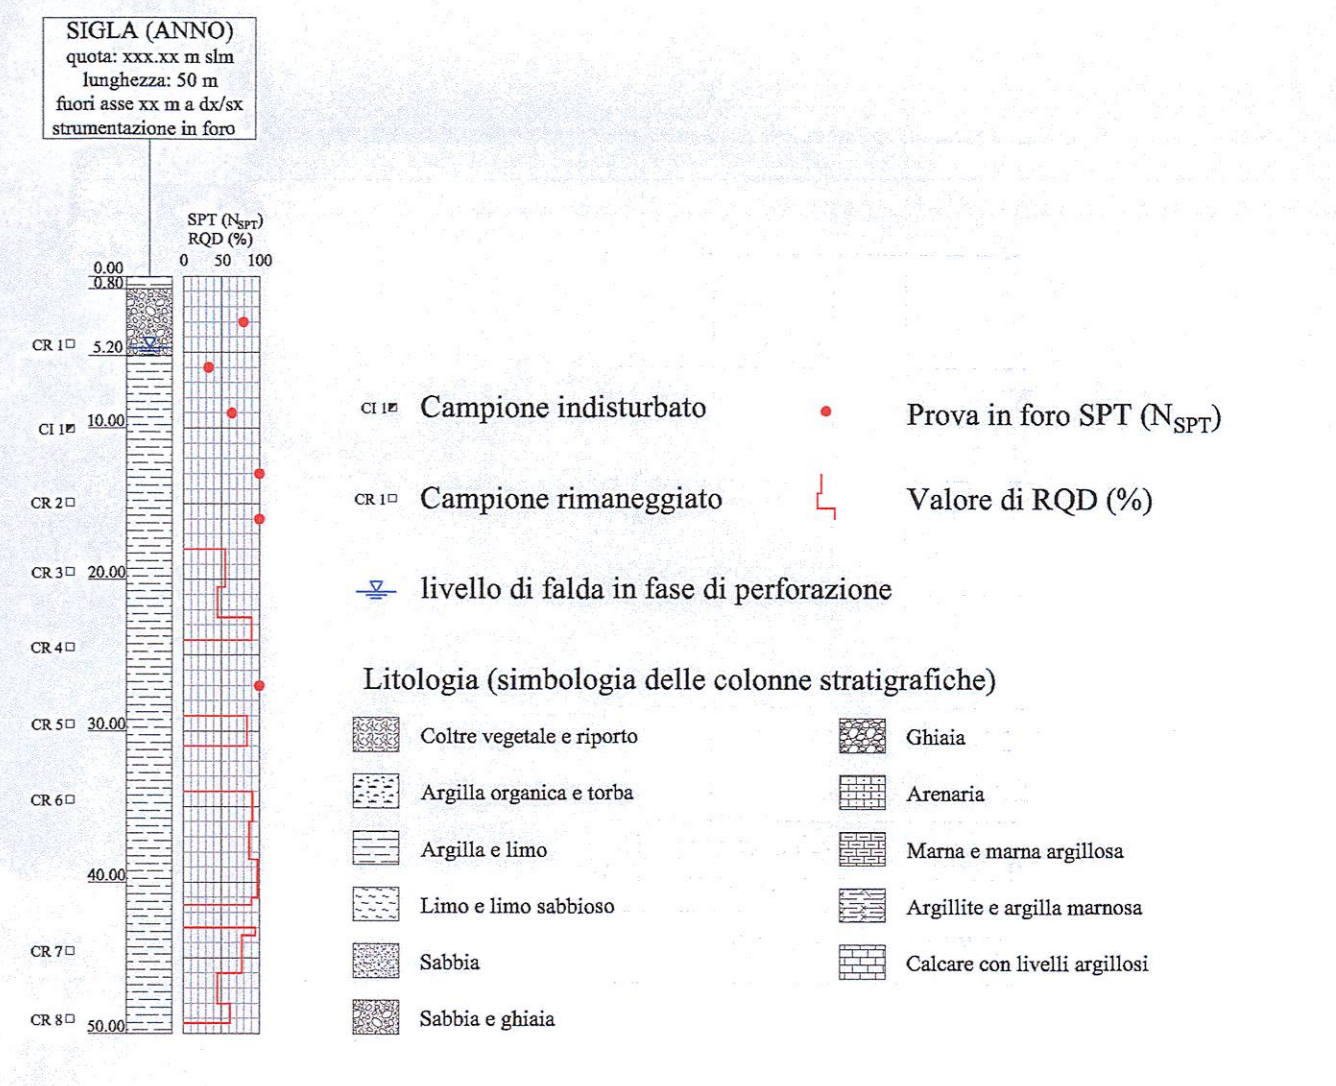 SIGLA (ANNO)
quota: xxx.xx m slm
lunghezza: 50 m
fuori asse xx m a dx/sx
strumentazione in foro
SPT (NSPT)
RQD (%)
0 50 100
0.00
0.80
CR 1
5.20
CI 1
10.00
CR 2
CR 3
20.00
CR 4
CR 5
30.00
CR 6
40.00
CR 7
CR 8
50.00
CI 1 Campione indisturbato
CR 1 Campione rimaneggiato
livello di falda in fase di perforazione
Prova in foro SPT (NSPT)
Valore di RQD (%)
Litologia (simbologia delle colonne stratigrafiche)
Coltre vegetale e riporto
Argilla organica e torba
Argilla e limo
Limo e limo sabbioso
Sabbia
Sabbia e ghiaia
Ghiaia
Arenaria
Marna e marna argillosa
Argillite e argilla marnosa
Calcare con livelli argillosi